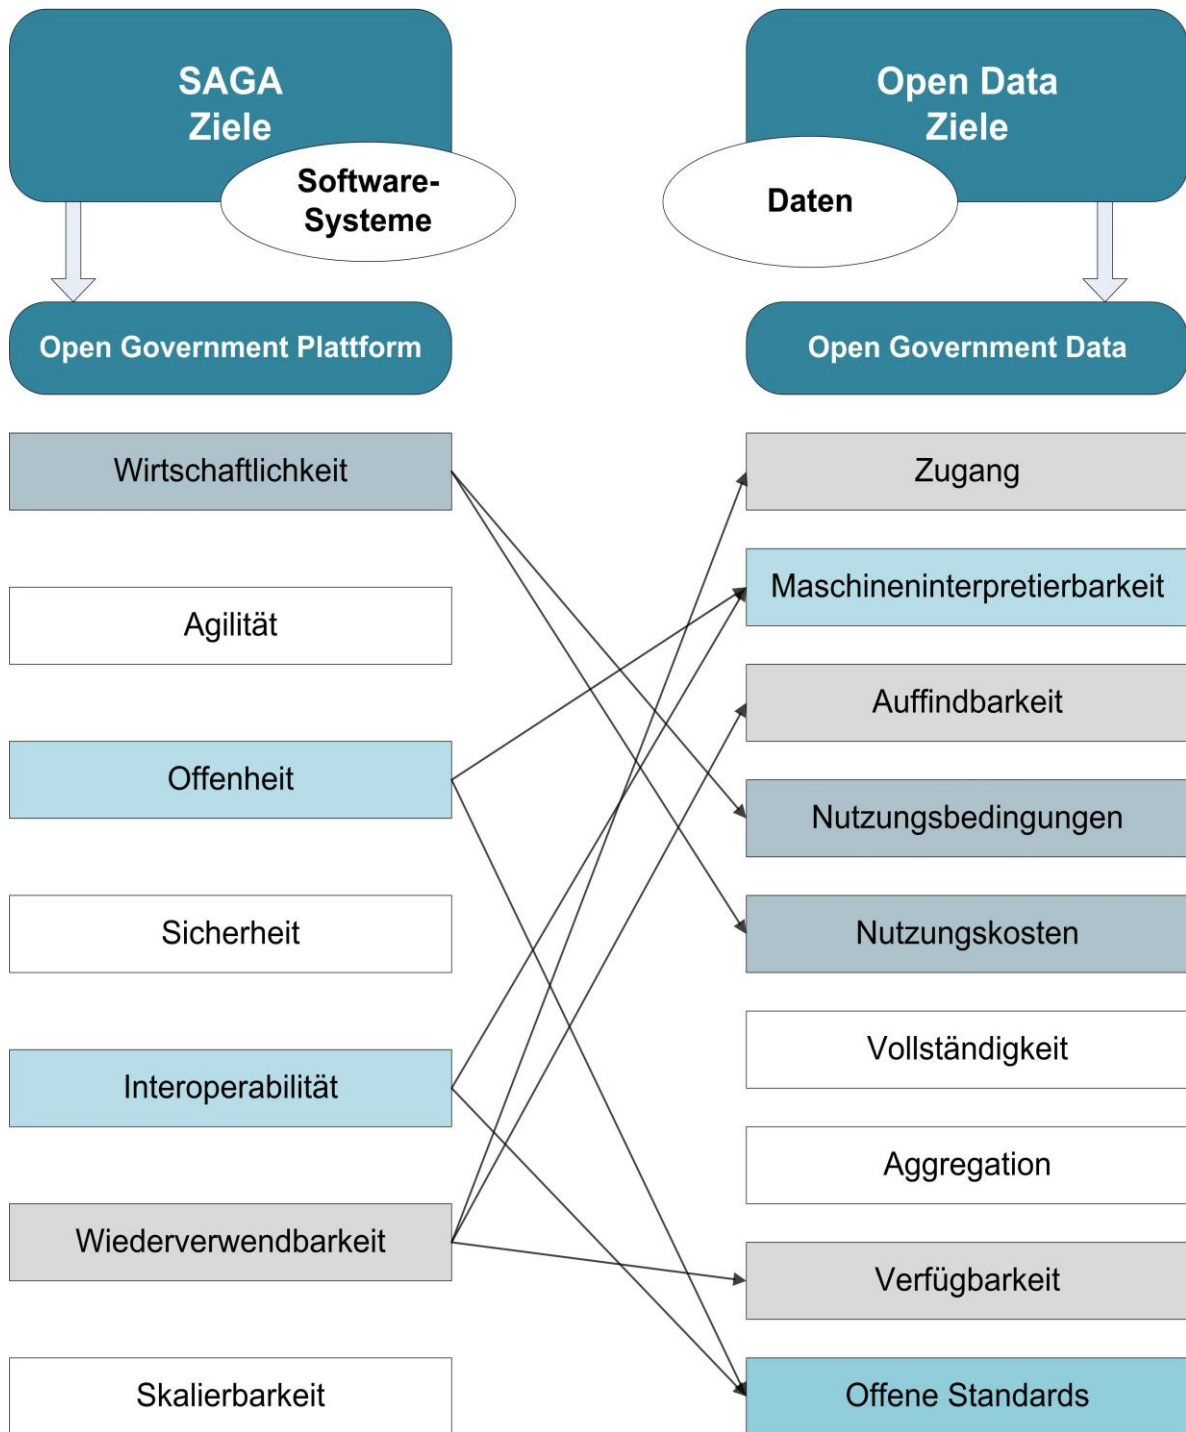 SAGA
Ziele
Software-
Systeme
Open Government Plattform
Wirtschaftlichkeit
Agilität
Offenheit
Sicherheit
Interoperabilität
Wiederverwendbarkeit
Skalierbarkeit
Open Data
Ziele
Daten
Open Government Data
Zugang
Maschineninterpretierbarkeit
Auffindbarkeit
Nutzungsbedingungen
Nutzungskosten
Vollständigkeit
Aggregation
Verfügbarkeit
Offene Standards